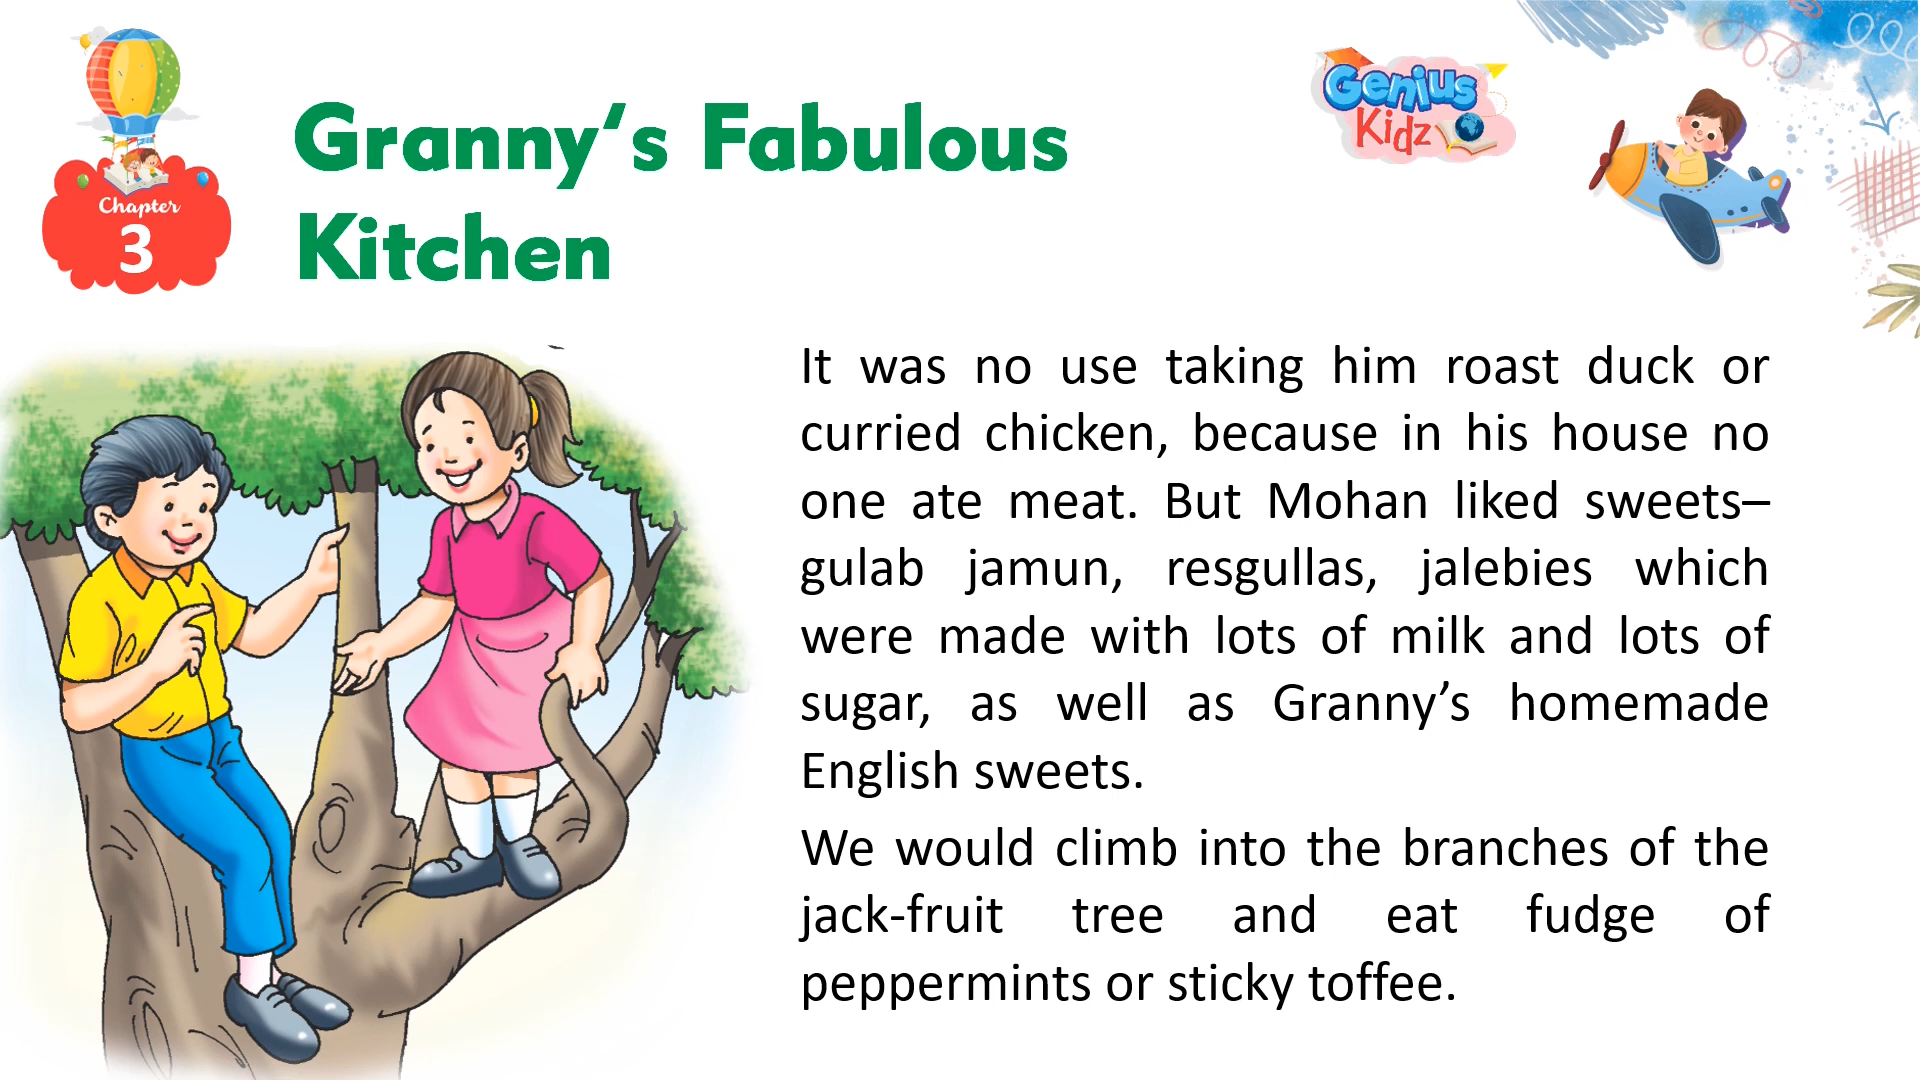 Chapter
3
Granny‘s Fabulous
Kitchen
Genius
Kidz
It was no use taking him roast duck or
curried chicken, because in his house no
one ate meat. But Mohan liked sweets–
gulab jamun, resgullas, jalebies which
were made with lots of milk and lots of
sugar, as well as Granny’s homemade
English sweets.
We would climb into the branches of the
jack-fruit tree and eat fudge of
peppermints or sticky toffee.